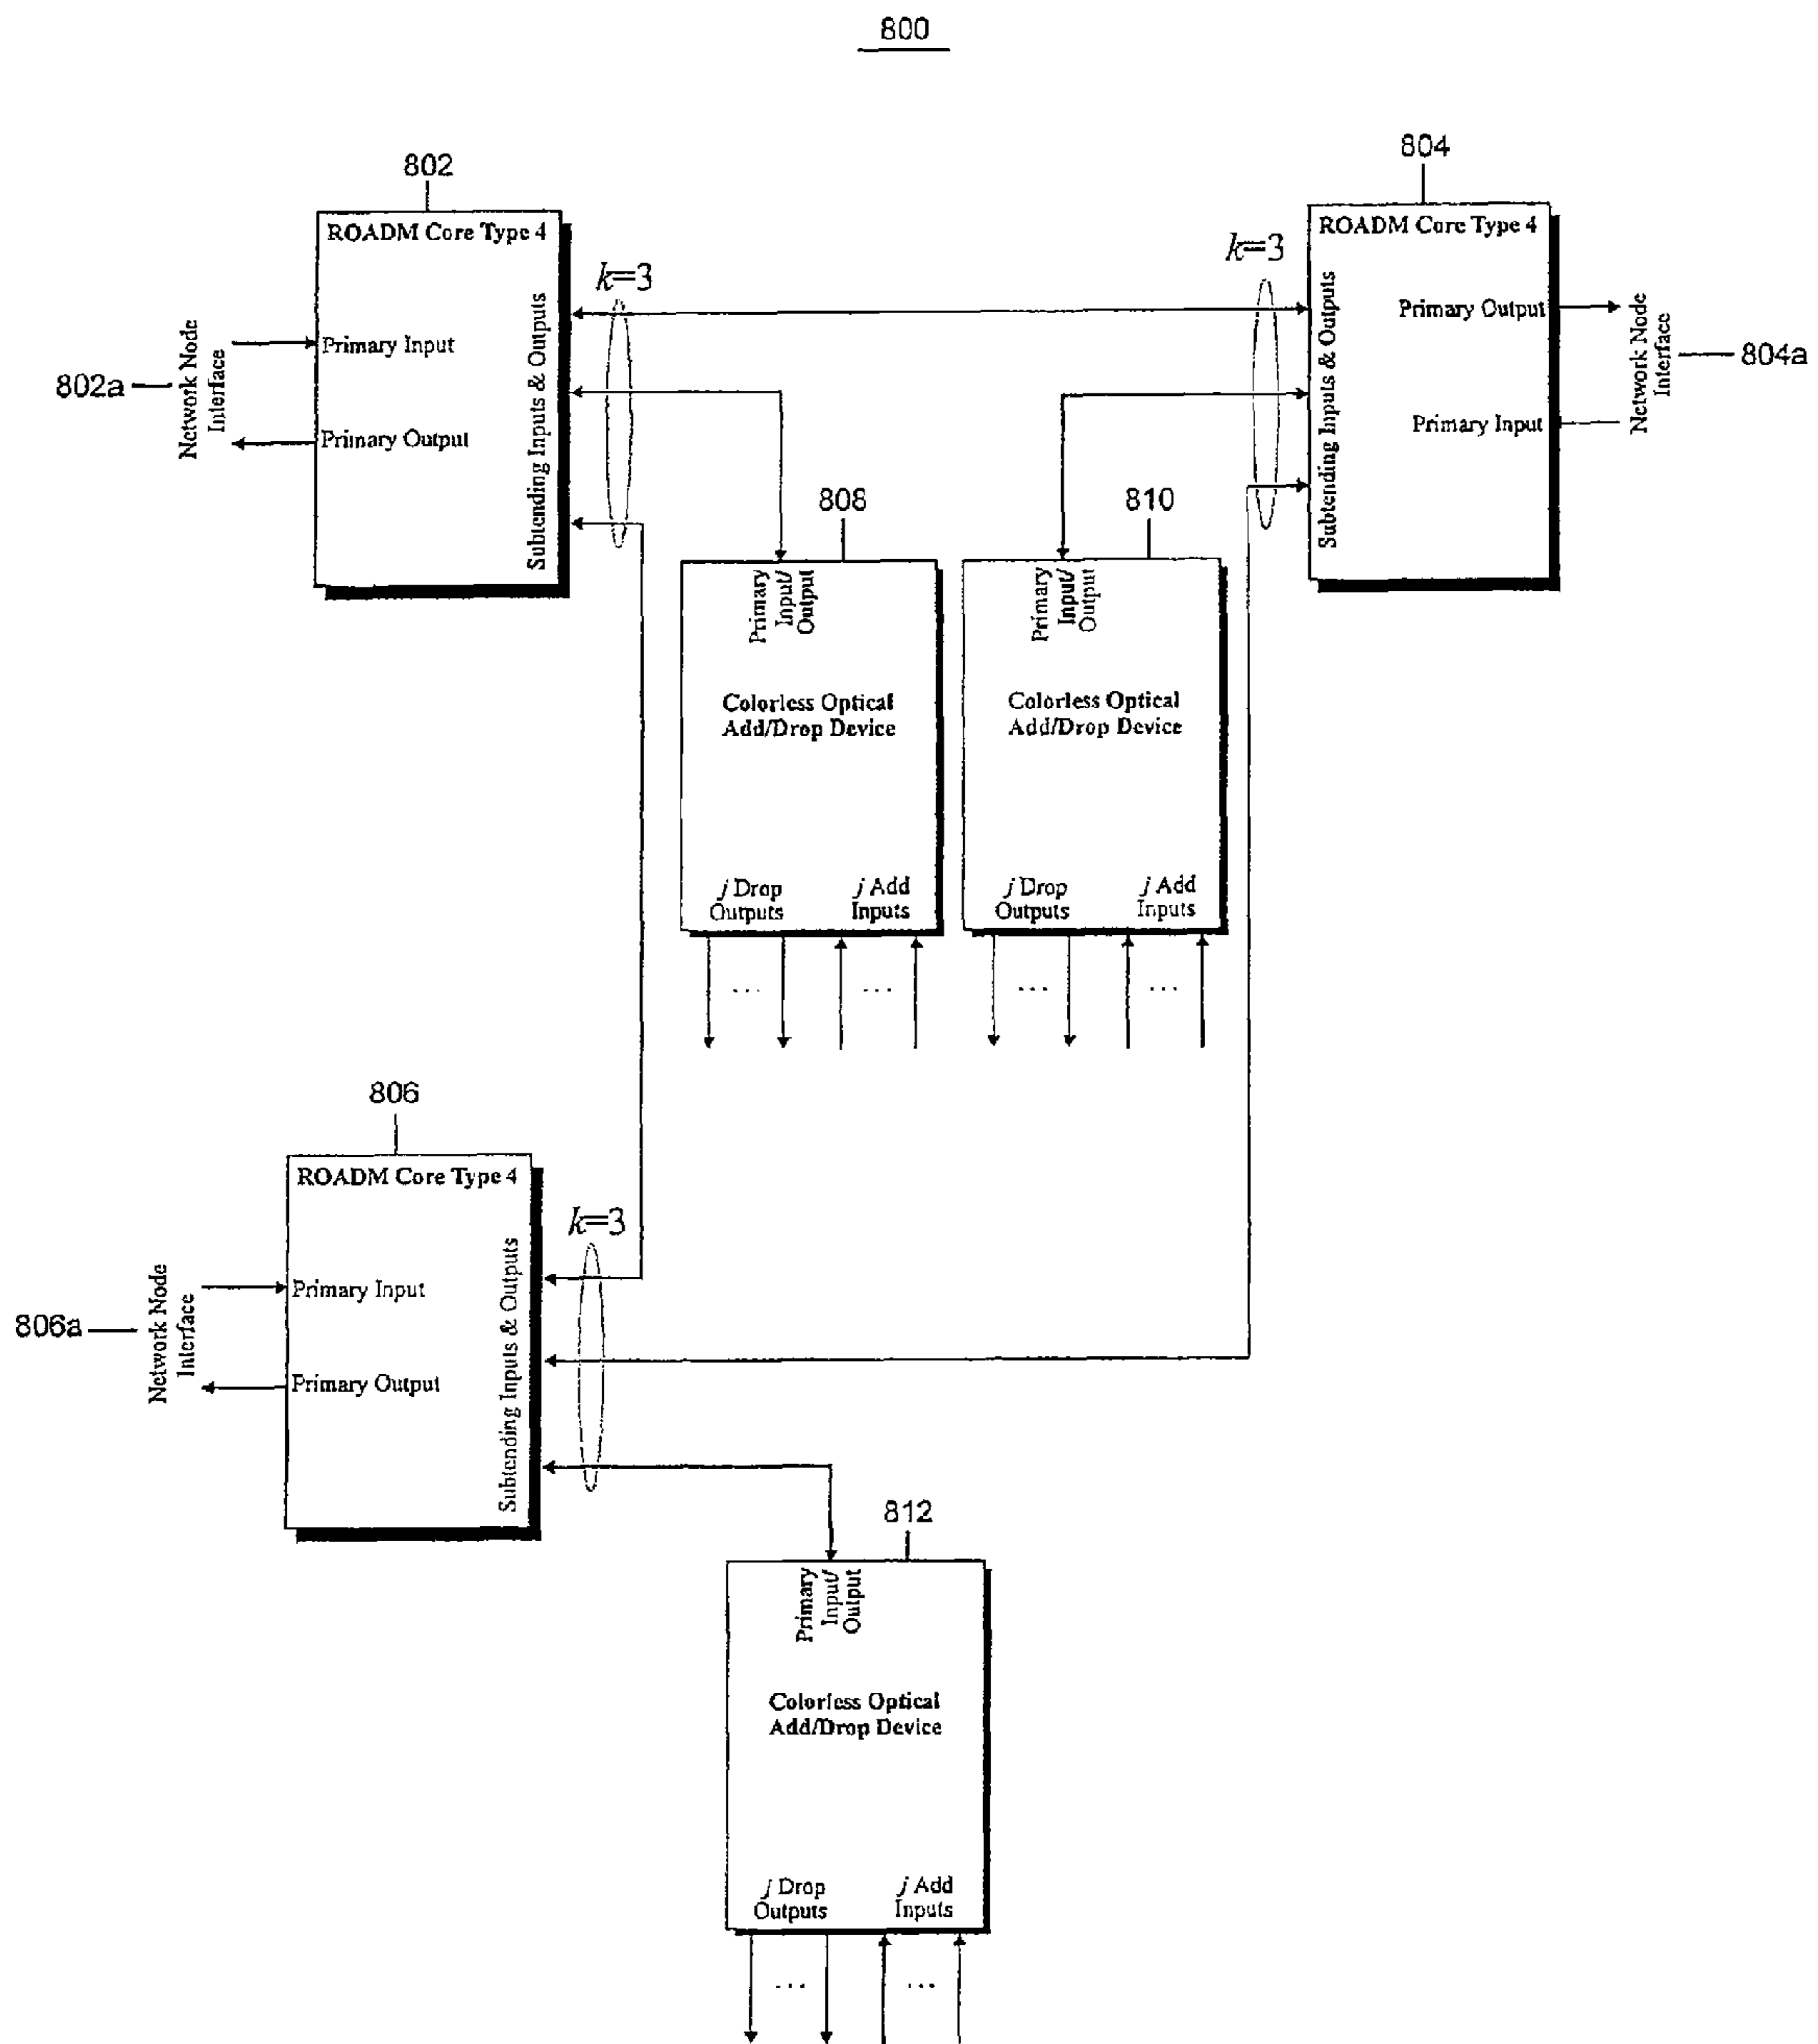 800
802
ROADM Core Type 4
k=3
802a
Network Node
Interface
Primary Input
Primary Output
Subtending Inputs & Outputs
804
ROADM Core Type 4
k=3
Subtending Inputs & Outputs
Primary Output
Primary Input
Network Node
Interface
804a
808
Primary
Input/
Output
Colorless Optical
Add/Drop Device
j Drop
Outputs
j Add
Inputs
...
...
810
Primary
Input/
Output
Colorless Optical
Add/Drop Device
j Drop
Outputs
j Add
Inputs
...
...
806
ROADM Core Type 4
k=3
806a
Network Node
Interface
Primary Input
Primary Output
Subtending Inputs & Outputs
812
Primary
Input/
Output
Colorless Optical
Add/Drop Device
j Drop
Outputs
j Add
Inputs
...
...